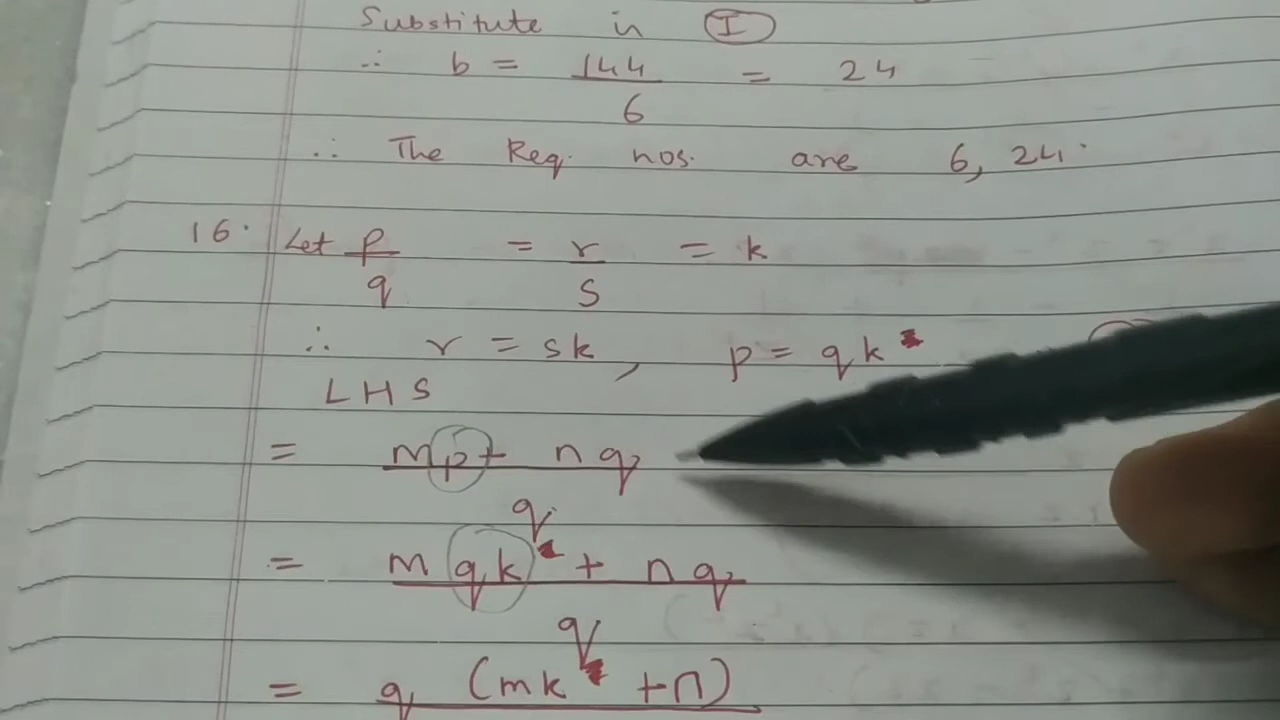 Substitute in I
∴ b = 144 = 24
6
∴ The Req. nos. are 6, 24.
16. Let p = r = k
q s
∴ r = sk, p = qk
LHS
= mp + nq
q
= m qk + nq
q
= q (mk + n)